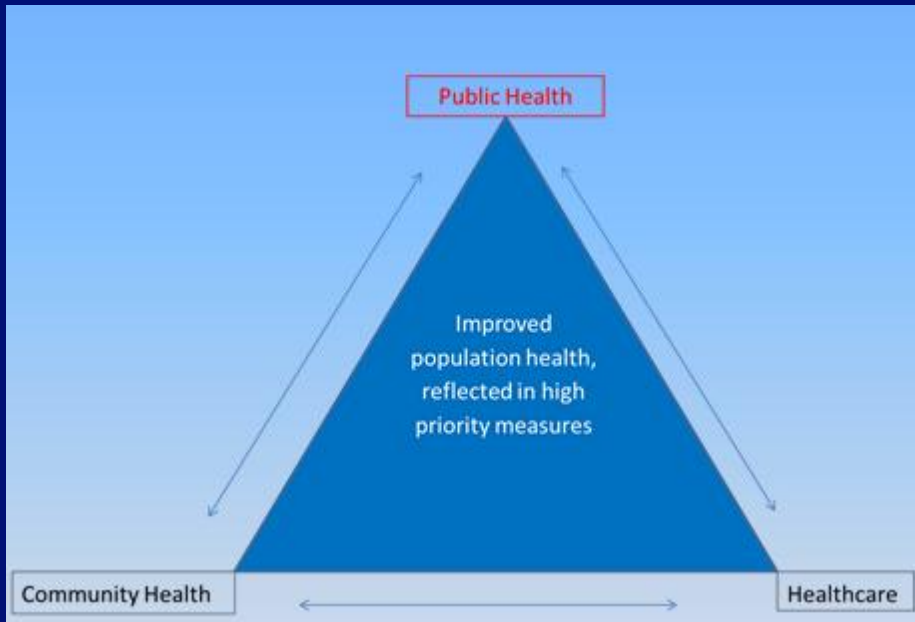 Public Health
Improved
population health,
reflected in high
priority measures
Community Health
Healthcare